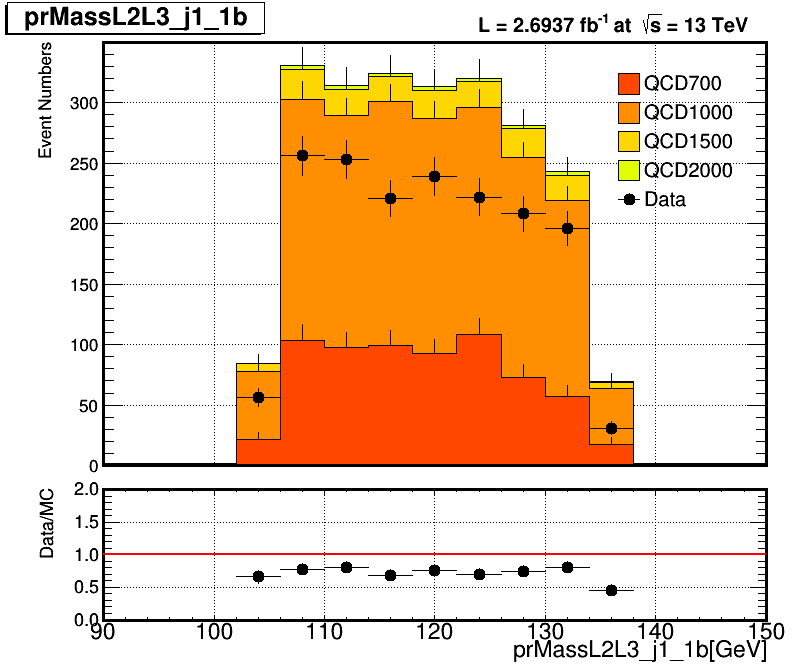 prMassL2L3_j1_1b
L = 2.6937 fb⁻¹ at √s = 13 TeV
Event Numbers
300
250
200
150
100
50
0
QCD700
QCD1000
QCD1500
QCD2000
Data
Data/MC
2.0
1.5
1.0
0.5
0.0
90 100 110 120 130 140 150
prMassL2L3_j1_1b[GeV]